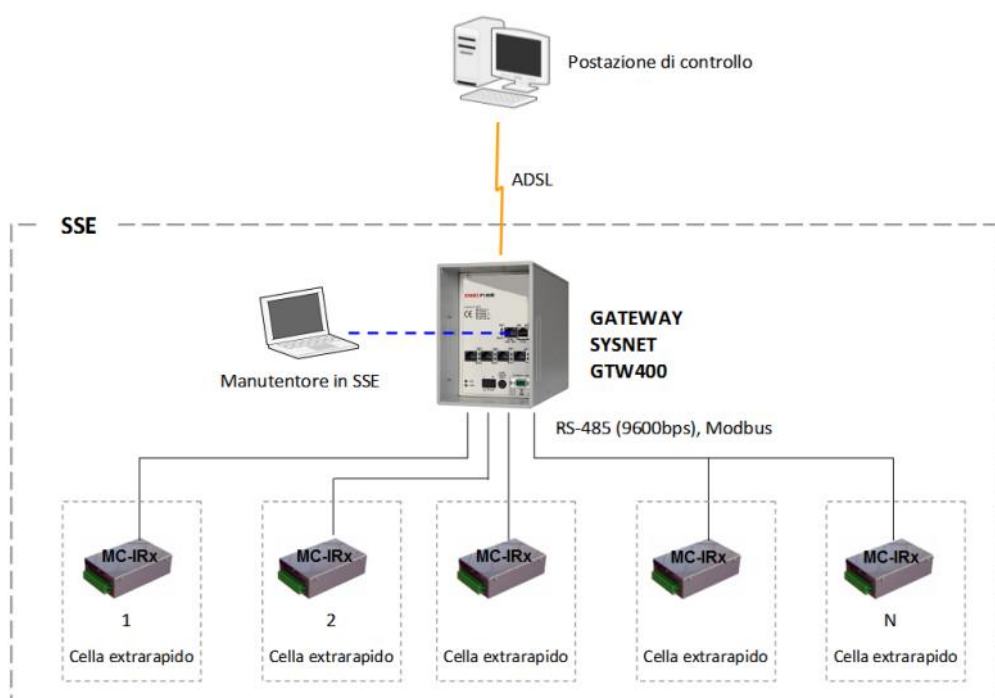 Postazione di controllo
ADSL
SSE
GATEWAY
SYSNET
GTW400
Manutentore in SSE
RS-485 (9600bps), Modbus
MC-IRx
MC-IRx
MC-IRx
MC-IRx
MC-IRx
1
2
N
Cella extrarapido
Cella extrarapido
Cella extrarapido
Cella extrarapido
Cella extrarapido